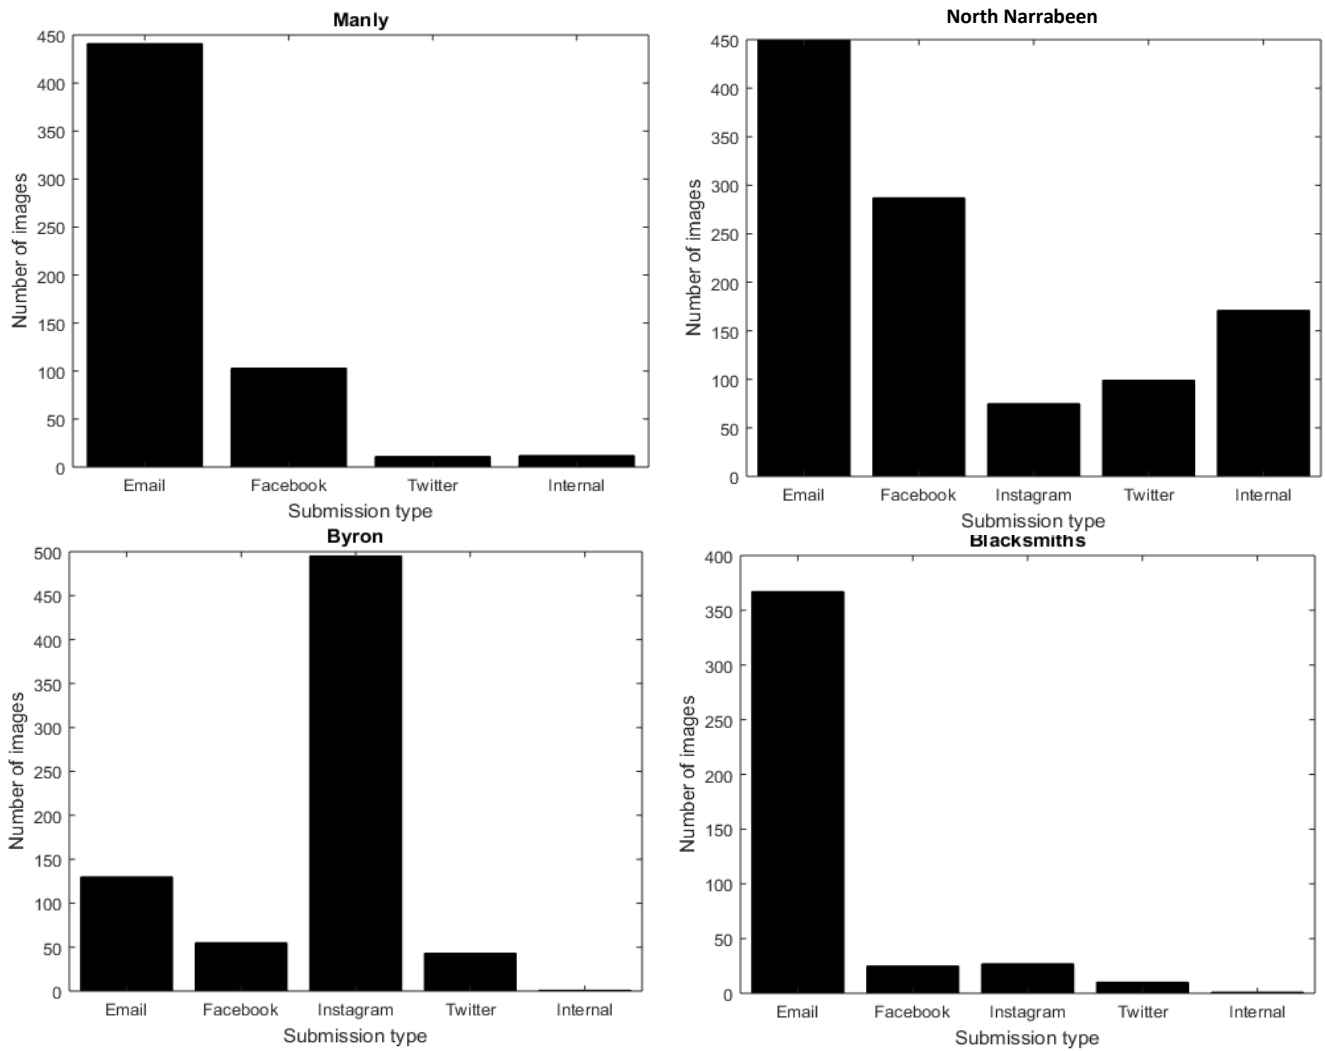 Manly
450
400
350
300
250
200
150
100
50
0
Number of images
Email Facebook Twitter Internal
Submission type
North Narrabeen
450
400
350
300
250
200
150
100
50
0
Number of images
Email Facebook Instagram Twitter Internal
Submission type
Byron
500
450
400
350
300
250
200
150
100
50
0
Number of images
Email Facebook Instagram Twitter Internal
Submission type
Blacksmiths
400
350
300
250
200
150
100
50
0
Number of images
Email Facebook Instagram Twitter Internal
Submission type